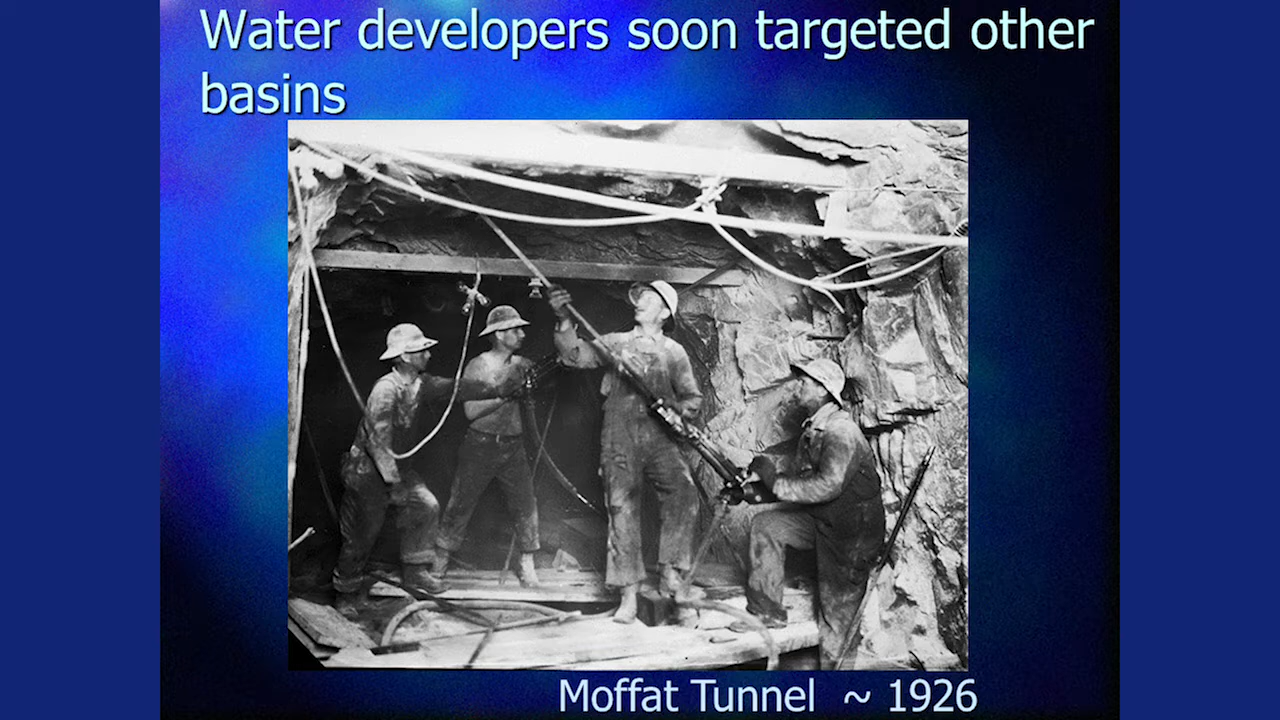 Water developers soon targeted other
basins
Moffat Tunnel ~ 1926